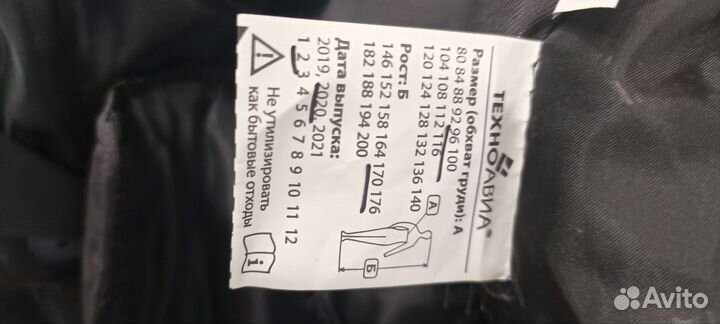 ТЕХНОАВИА®
Размер (обхват груди): А
80 84 88 92 96 100
104 108 112 116
120 124 128 132 136 140
Рост: Б
146 152 158 164 170 176
182 188 194 200
А
Б
Дата выпуска:
2019, 2020, 2021
1 2 3 4 5 6 7 8 9 10 11 12
Не утилизировать
как бытовые отходы
i
Avito